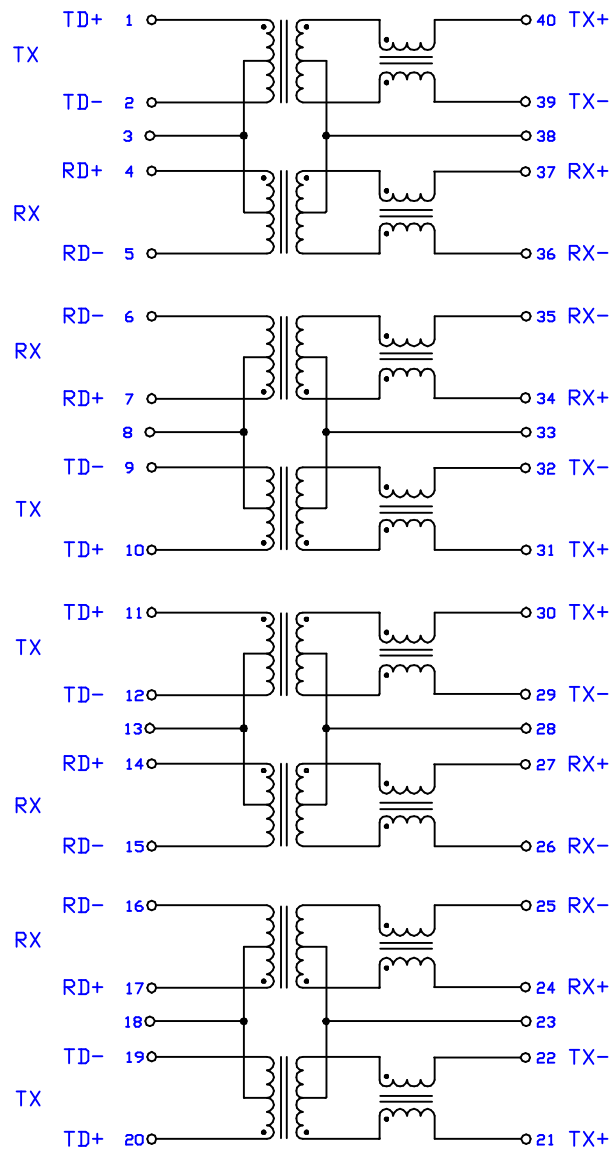 TD+ 1 40 TX+
TX
TD- 2 39 TX-
3 38
RD+ 4 37 RX+
RX
RD- 5 36 RX-
RD- 6 35 RX-
RX
RD+ 7 34 RX+
8 33
TD- 9 32 TX-
TX
TD+ 10 31 TX+
TD+ 11 30 TX+
TX
TD- 12 29 TX-
13 28
RD+ 14 27 RX+
RX
RD- 15 26 RX-
RD- 16 25 RX-
RX
RD+ 17 24 RX+
18 23
TD- 19 22 TX-
TX
TD+ 20 21 TX+